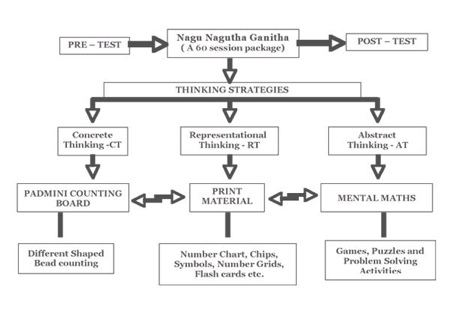 Nagu Nagutha Ganitha
( A 60 session package)
PRE – TEST
POST – TEST
THINKING STRATEGIES
Concrete
Thinking -CT
Representational
Thinking - RT
Abstract
Thinking - AT
PADMINI COUNTING
BOARD
PRINT
MATERIAL
MENTAL MATHS
Different Shaped
Bead counting
Number Chart, Chips,
Symbols, Number Grids,
Flash cards etc.
Games, Puzzles and
Problem Solving
Activities